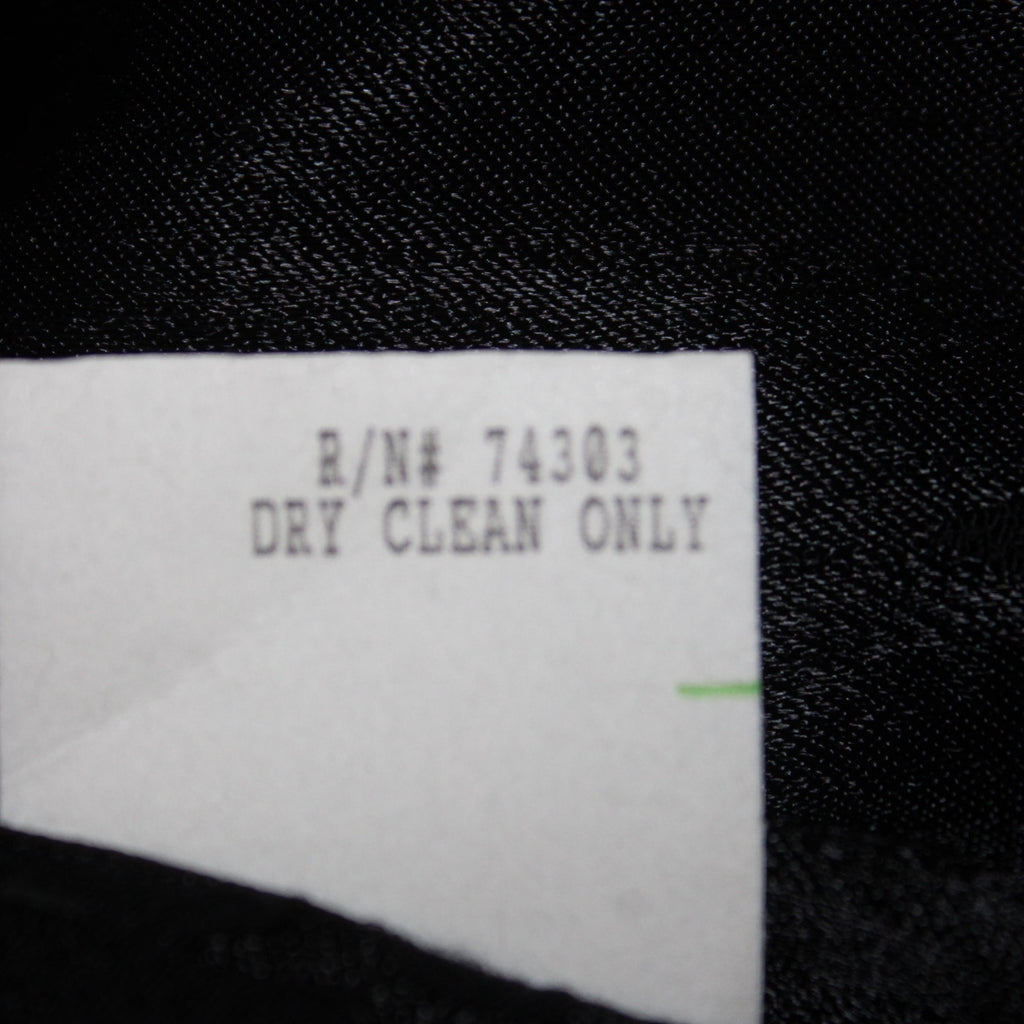 R/N# 74303
DRY CLEAN ONLY